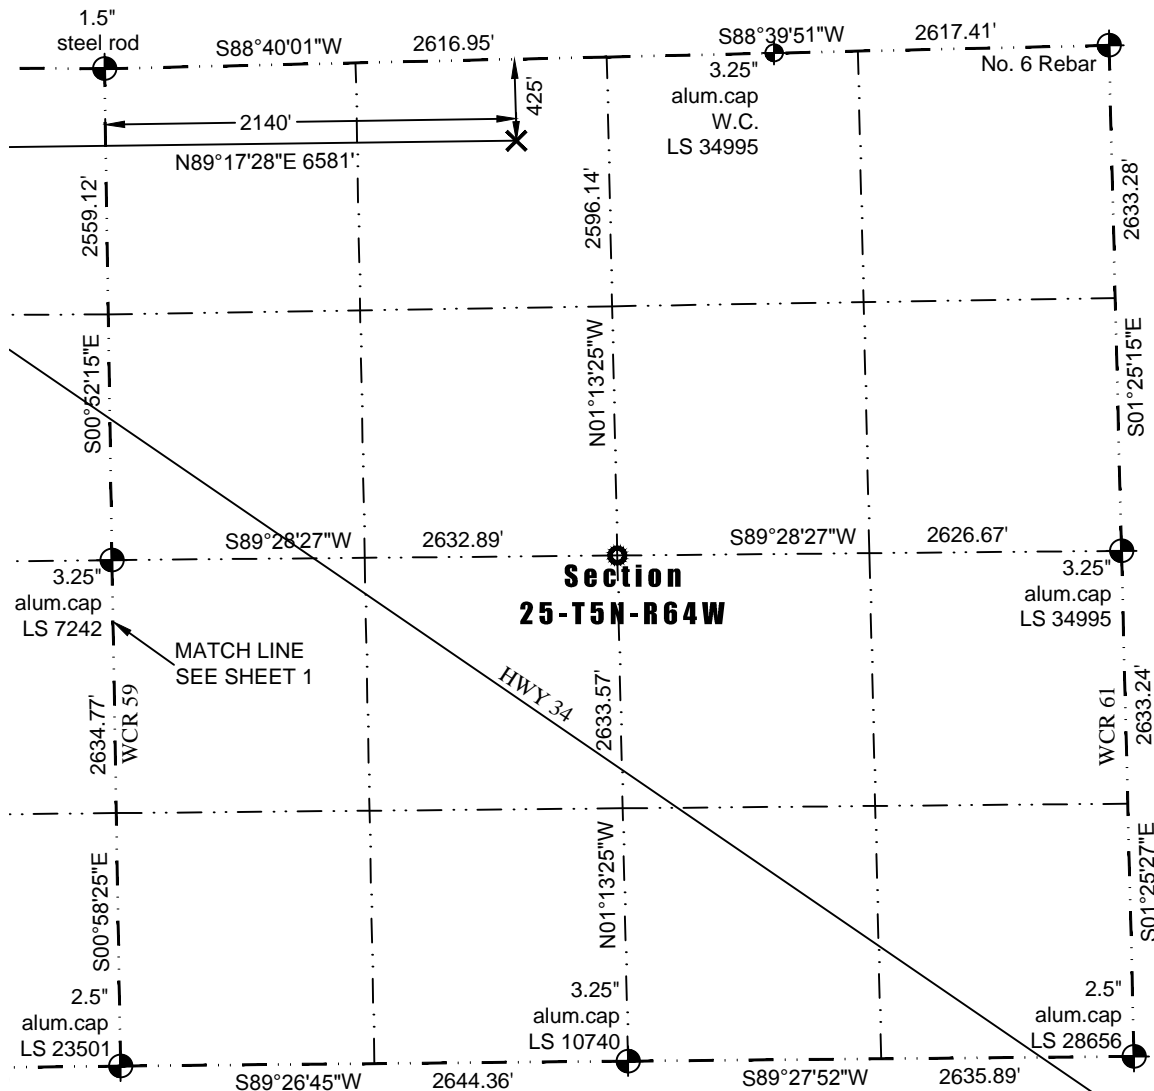 1.5"
steel rod
S88°40'01"W
2616.95'
S88°39'51"W
2617.41'
No. 6 Rebar
3.25"
alum.cap
W.C.
LS 34995
425'
2140'
N89°17'28"E 6581'
2559.12'
2596.14'
2633.28'
S00°52'15"E
N01°13'25"W
S01°25'15"E
S89°28'27"W
2632.89'
S89°28'27"W
2626.67'
3.25"
alum.cap
LS 7242
Section
25-T5N-R64W
3.25"
alum.cap
LS 34995
MATCH LINE
SEE SHEET 1
HWY 34
2634.77'
WCR 59
2633.57'
WCR 61
2633.24'
S00°58'25"E
N01°13'25"W
S01°25'27"E
2.5"
alum.cap
LS 23501
3.25"
alum.cap
LS 10740
2.5"
alum.cap
LS 28656
S89°26'45"W
2644.36'
S89°27'52"W
2635.89'